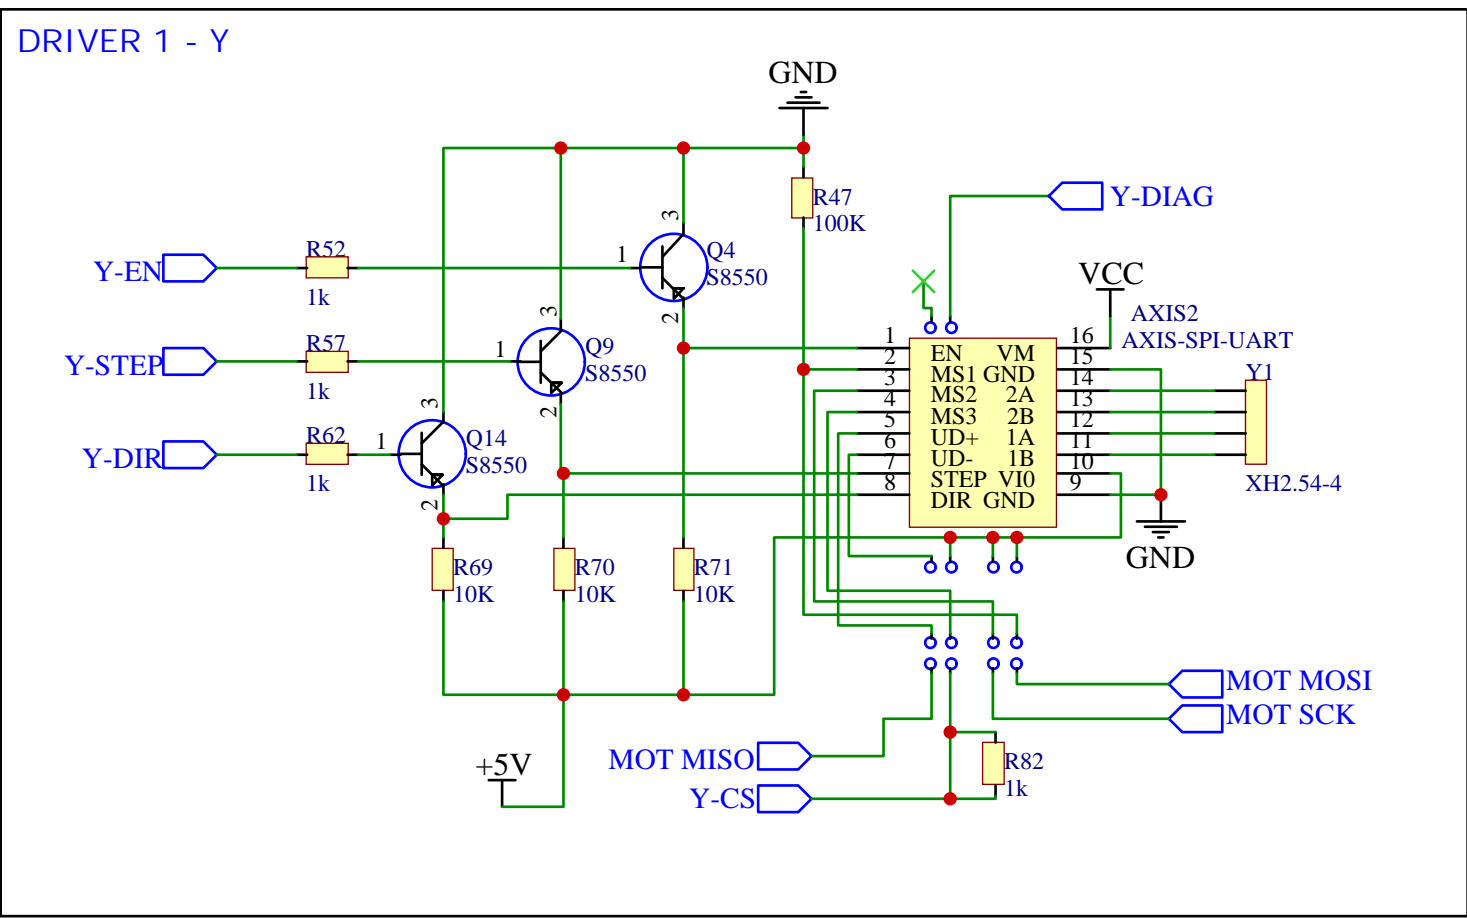 DRIVER 1 - Y
GND
R47
100K
Y-DIAG
3
Q4
S8550
1
2
R52
Y-EN
1k
VCC
AXIS2
AXIS-SPI-UART
3
Q9
S8550
1
2
R57
Y-STEP
1k
3
Q14
S8550
1
2
R62
Y-DIR
1k
1 EN VM 16
2 MS1 GND 15
3 MS2 2A 14
4 MS3 2B 13
5 UD+ 1A 12
6 UD- 1B 11
7 STEP VI0 10
8 DIR GND 9
Y1
XH2.54-4
GND
R69
10K
R70
10K
R71
10K
MOT MOSI
MOT SCK
+5V
MOT MISO
Y-CS
R82
1k